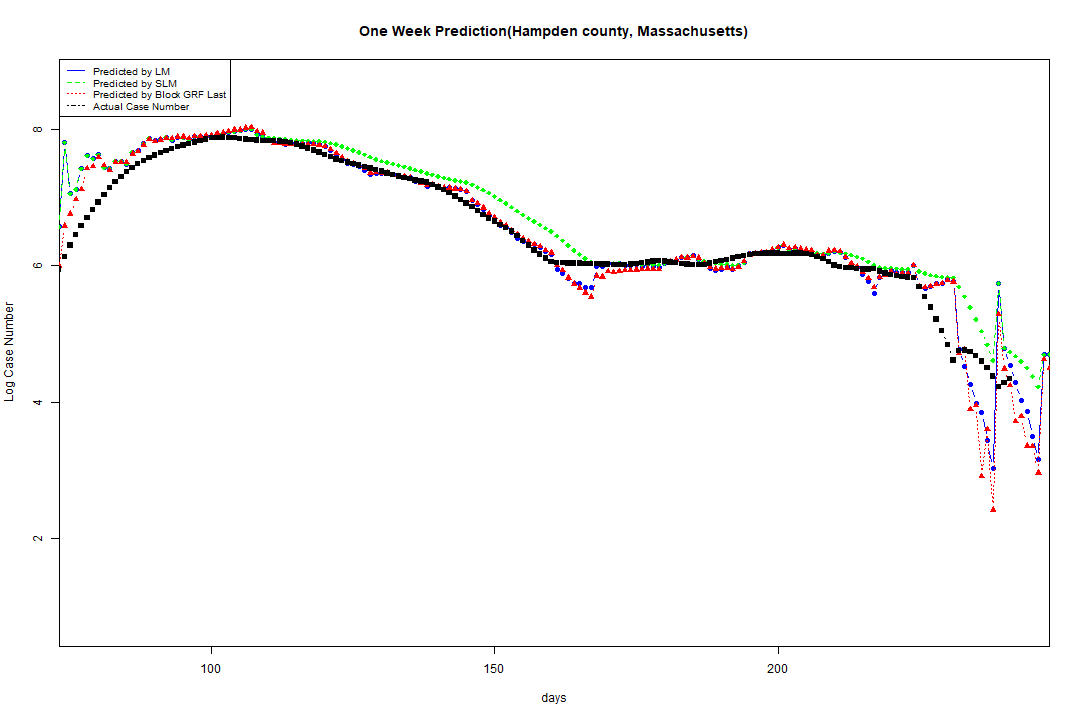 One Week Prediction(Hampden county, Massachusetts)
Predicted by LM
Predicted by SLM
Predicted by Block GRF Last
Actual Case Number
8
6
4
2
Log Case Number
100 150 200
days